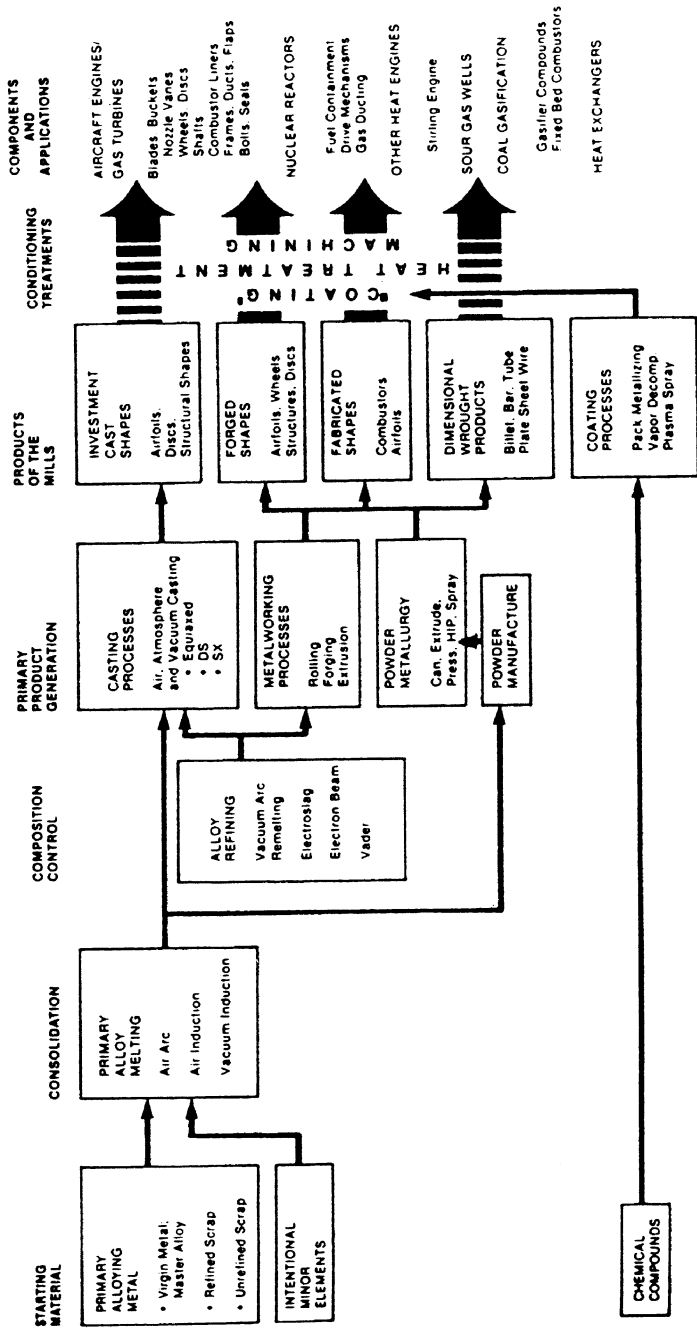 STARTING
MATERIAL
PRIMARY
ALLOYING
METAL
• Virgin Metal;
Master Alloy
• Refined Scrap
• Unrefined Scrap
INTENTIONAL
MINOR
ELEMENTS
CHEMICAL
COMPOUNDS
CONSOLIDATION
PRIMARY
ALLOY
MELTING
Air Arc
Air Induction
Vacuum Induction
COMPOSITION
CONTROL
ALLOY
REFINING
Vacuum Arc
Remelting
Electroslag
Electron Beam
Vader
PRIMARY
PRODUCT
GENERATION
CASTING
PROCESSES
Air, Atmosphere
and Vacuum Casting
• Equiaxed
• DS
• SX
METALWORKING
PROCESSES
Rolling
Forging
Extrusion
POWDER
METALLURGY
Can, Extrude,
Press, HIP, Spray
POWDER
MANUFACTURE
PRODUCTS
OF THE
MILLS
INVESTMENT
CAST
SHAPES
Airfoils,
Discs,
Structural Shapes
FORGED
SHAPES
Airfoils, Wheels
Structures, Discs
FABRICATED
SHAPES
Combustors
Airfoils
DIMENSIONAL
WROUGHT
PRODUCTS
Billet, Bar, Tube
Plate Sheet Wire
COATING
PROCESSES
Pack Metallizing
Vapor Decomp
Plasma Spray
CONDITIONING
TREATMENTS
COATING
HEAT TREATMENT
MACHINING
COMPONENTS
AND
APPLICATIONS
AIRCRAFT ENGINES/
GAS TURBINES
Blades, Buckets
Nozzle Vanes
Wheels, Discs
Shafts
Combustor Liners
Frames, Ducts, Flaps
Bolts, Seals
NUCLEAR REACTORS
Fuel Containment
Drive Mechanisms
Gas Ducting
OTHER HEAT ENGINES
Stirling Engine
SOUR GAS WELLS
COAL GASIFICATION
Gasifier Compounds
Fixed Bed Combustors
HEAT EXCHANGERS